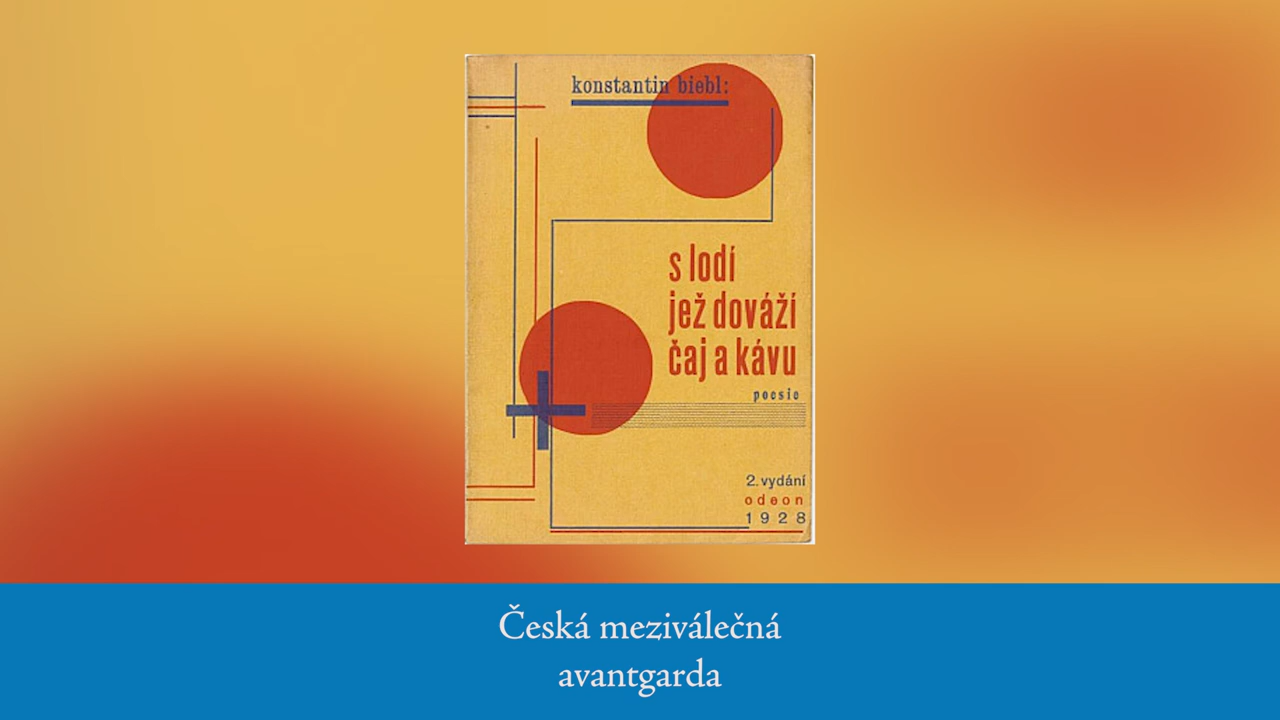 konstantin biebl:
s lodí
jež dováží
čaj a kávu
poesie
2. vydání
odeon
1928
Česká meziválečná
avantgarda